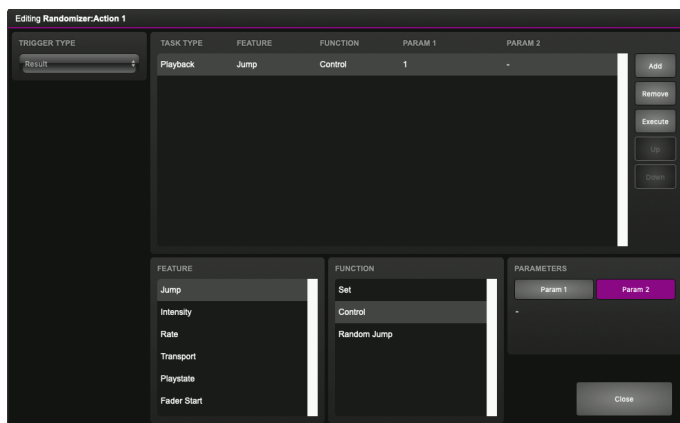 Editing Randomizer:Action 1
TRIGGER TYPE
Result
TASK TYPE FEATURE FUNCTION PARAM 1 PARAM 2
Playback Jump Control 1 -
Add
Remove
Execute
Up
Down
FEATURE
Jump
Intensity
Rate
Transport
Playstate
Fader Start
FUNCTION
Set
Control
Random Jump
PARAMETERS
Param 1 Param 2
-
Close